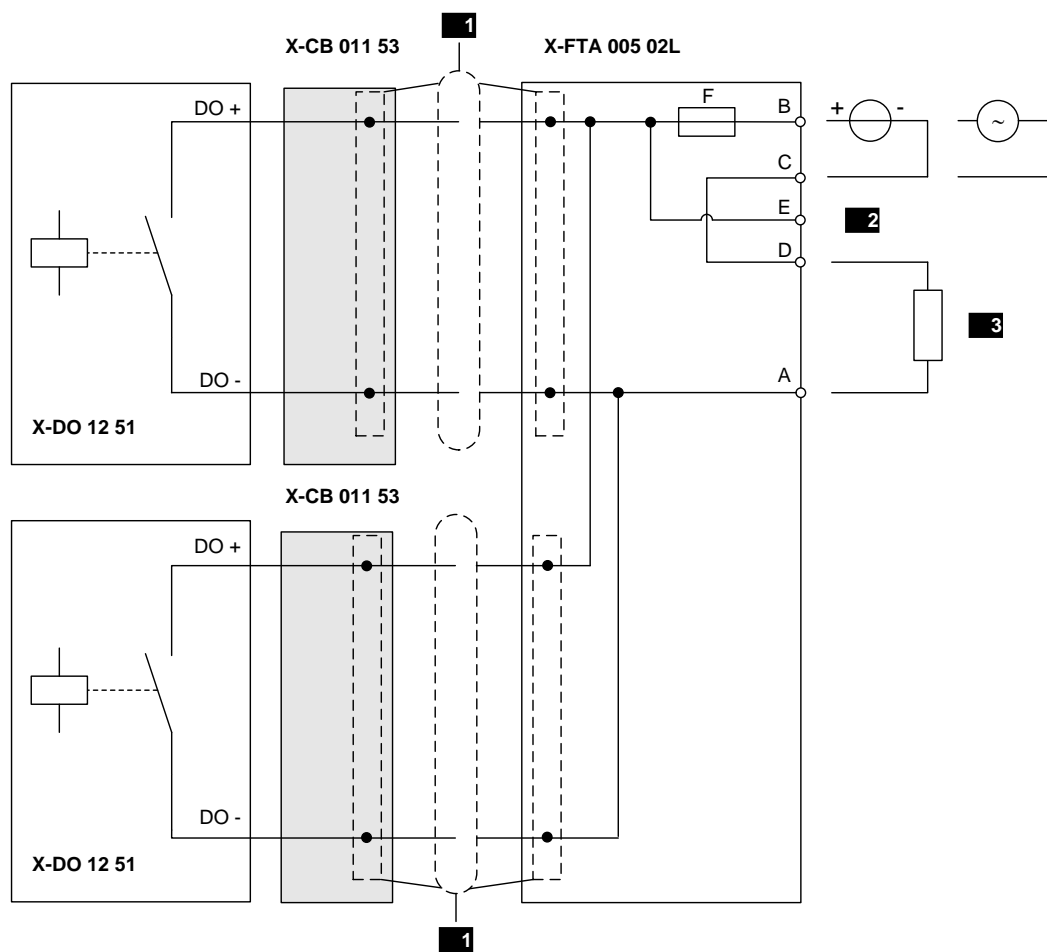 1
X-CB 011 53
X-FTA 005 02L
DO +
F
B
+
-
~
C
E
2
D
3
DO -
A
X-DO 12 51
X-CB 011 53
DO +
DO -
X-DO 12 51
1